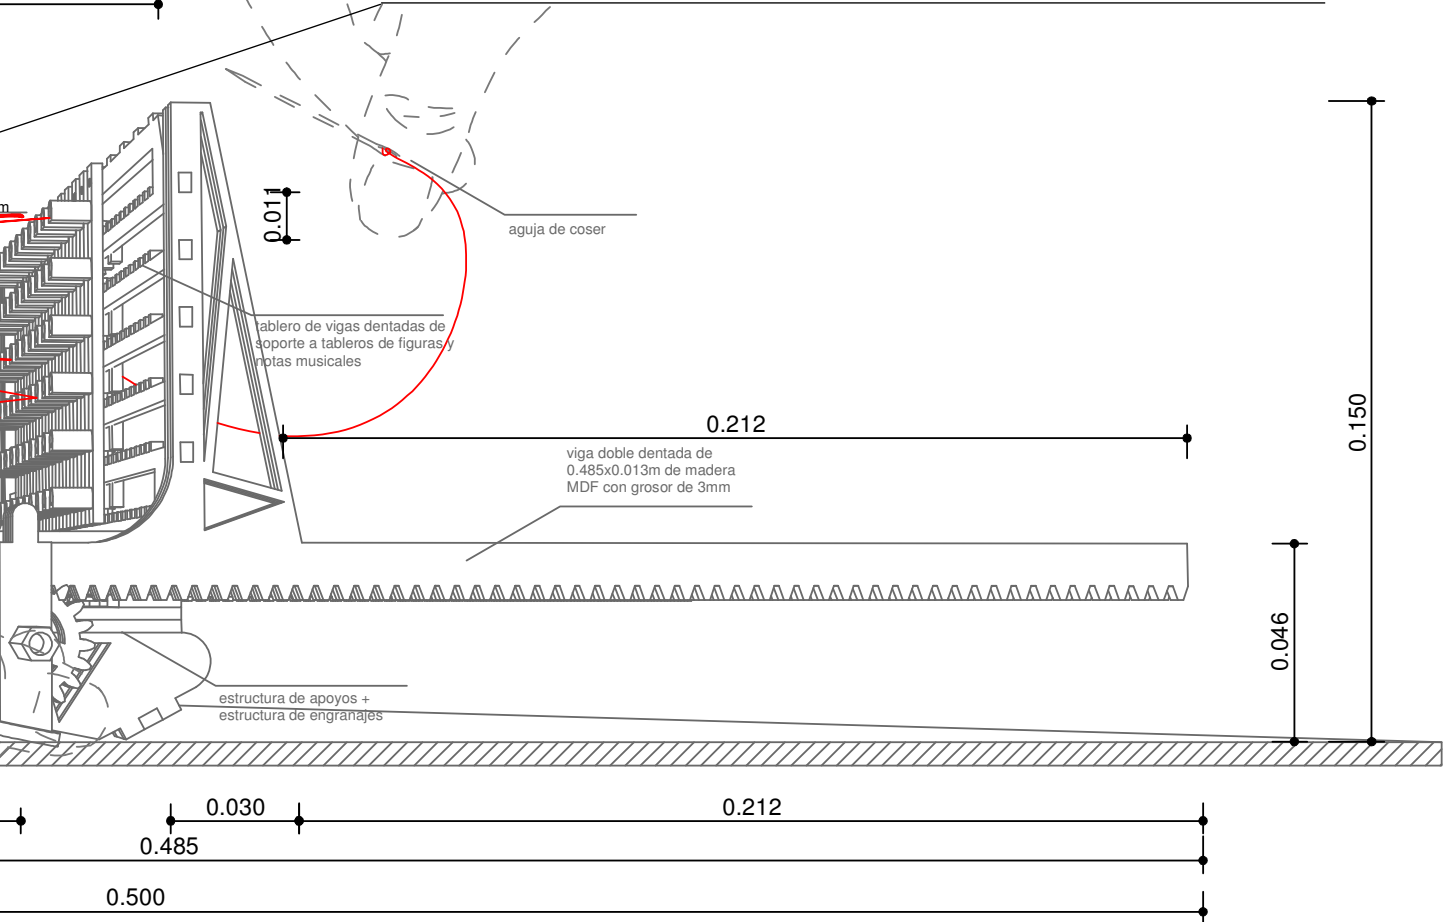 m
0.011
aguja de coser
tablero de vigas dentadas de
soporte a tableros de figuras y
notas musicales
0.212
0.150
viga doble dentada de
0.485x0.013m de madera
MDF con grosor de 3mm
0.046
estructura de apoyos +
estructura de engranajes
0.030
0.212
0.485
0.500